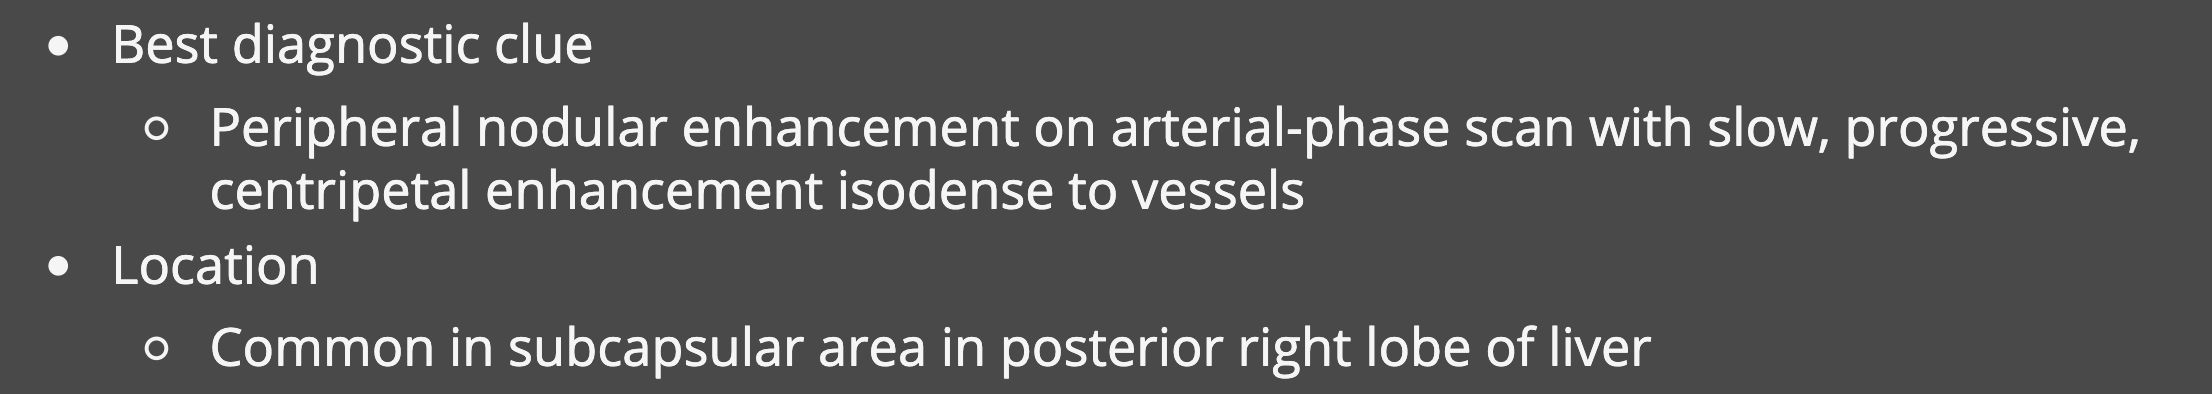 • Best diagnostic clue
○ Peripheral nodular enhancement on arterial-phase scan with slow, progressive,
centripetal enhancement isodense to vessels
• Location
○ Common in subcapsular area in posterior right lobe of liver